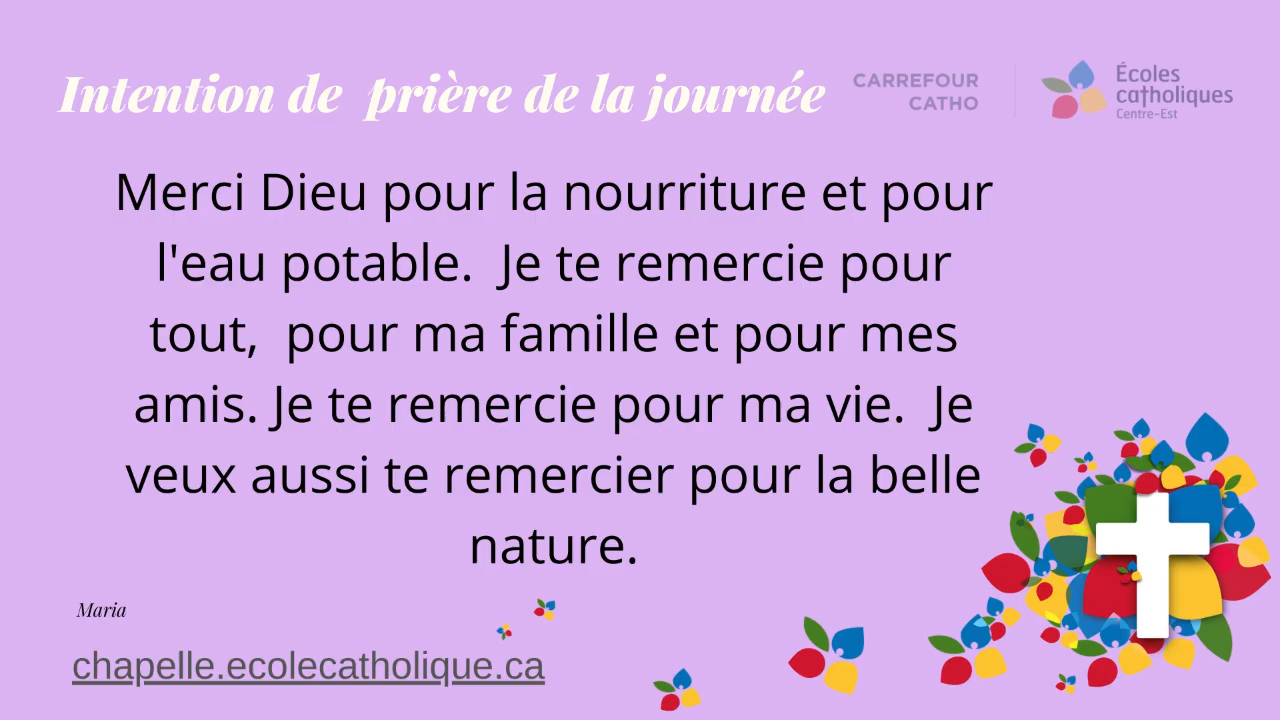 Intention de prière de la journée
CARREFOUR
CATHO
Écoles
catholiques
Centre-Est
Merci Dieu pour la nourriture et pour
l'eau potable. Je te remercie pour
tout, pour ma famille et pour mes
amis. Je te remercie pour ma vie. Je
veux aussi te remercier pour la belle
nature.
Maria
chapelle.ecolecatholique.ca